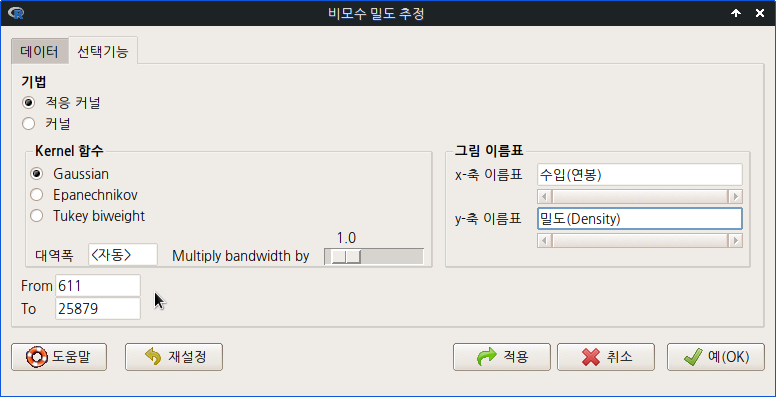 비모수 밀도 추정
데이터
선택기능
기법
적응 커널
커널
Kernel 함수
Gaussian
Epanechnikov
Tukey biweight
대역폭 <자동> Multiply bandwidth by 1.0
그림 이름표
x-축 이름표 수입(연봉)
y-축 이름표 밀도(Density)
From 611
To 25879
도움말 재설정 적용 취소 예(OK)